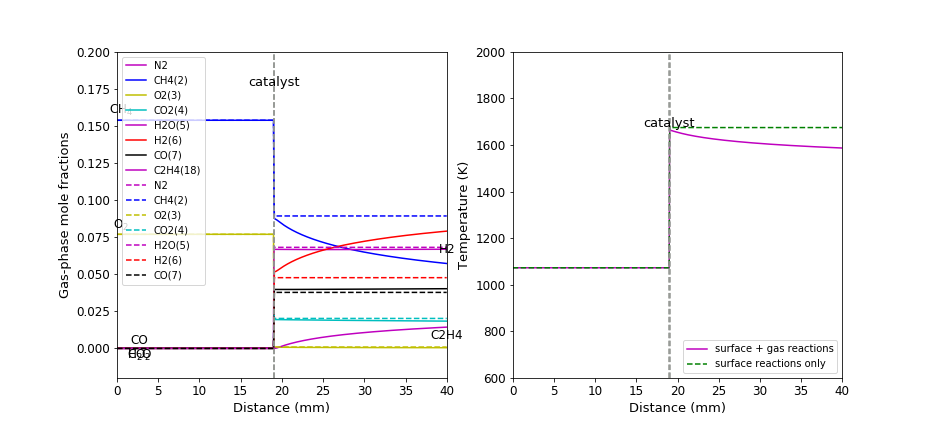 0.200
0.175
0.150
0.125
0.100
0.075
0.050
0.025
0.000
Gas-phase mole fractions
0 5 10 15 20 25 30 35 40
Distance (mm)
N2
CH4(2)
O2(3)
CO2(4)
H2O(5)
H2(6)
CO(7)
C2H4(18)
N2
CH4(2)
O2(3)
CO2(4)
H2O(5)
H2(6)
CO(7)
catalyst
H2
C2H4
CO
2000
1800
1600
1400
1200
1000
800
600
Temperature (K)
catalyst
surface + gas reactions
surface reactions only
0 5 10 15 20 25 30 35 40
Distance (mm)